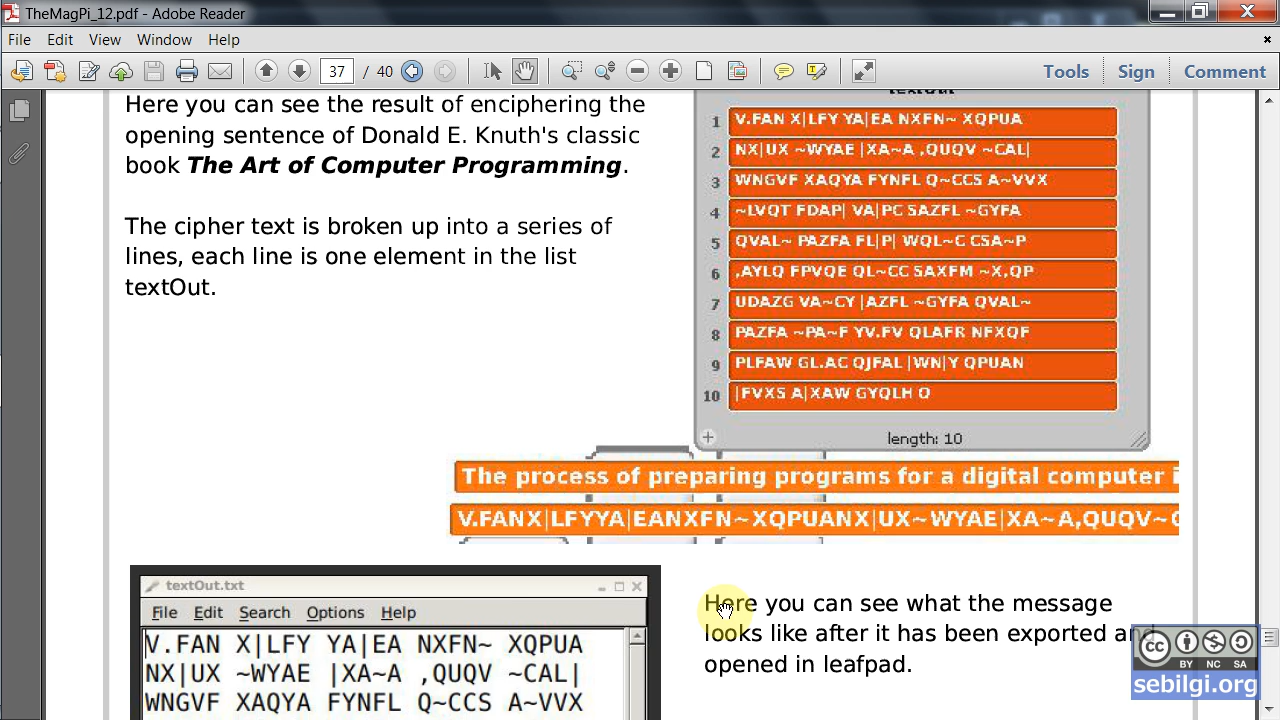 TheMagPi_12.pdf - Adobe Reader
File Edit View Window Help
37 / 40
Tools Sign Comment
Here you can see the result of enciphering the
opening sentence of Donald E. Knuth's classic
book The Art of Computer Programming.
The cipher text is broken up into a series of
lines, each line is one element in the list
textOut.
textOut
1 V.FAN X|LFY YA|EA NXFN~ XQPUA
2 NX|UX ~WYAE |XA~A ,QUQV ~CAL|
3 WNGVF XAQYA FYNFL Q~CCS A~VVX
4 ~LVQT FDAP| VA|PC SAZFL ~GYFA
5 QVAL~ PAZFA FL|P| WQL~C CSA~P
6 ,AYLQ FPVQE QL~CC SAXFM ~X,QP
7 UDAZG VA~CY |AZFL ~GYFA QVAL~
8 PAZFA ~PA~F YV.FV QLAFR NFXQF
9 PLFAW GL.AC QJFAL |WN|Y QPUAN
10 |FVXS A|XAW GYQLH Q
+ length: 10
The process of preparing programs for a digital computer i
V.FANX|LFYYA|EANXFN~XQPUANX|UX~WYAE|XA~A,QUQV~C
textOut.txt
File Edit Search Options Help
V.FAN X|LFY YA|EA NXFN~ XQPUA
NX|UX ~WYAE |XA~A ,QUQV ~CAL|
WNGVF XAQYA FYNFL Q~CCS A~VVX
Here you can see what the message
looks like after it has been exported and
opened in leafpad.
cc BY NC SA
sebilgi.org